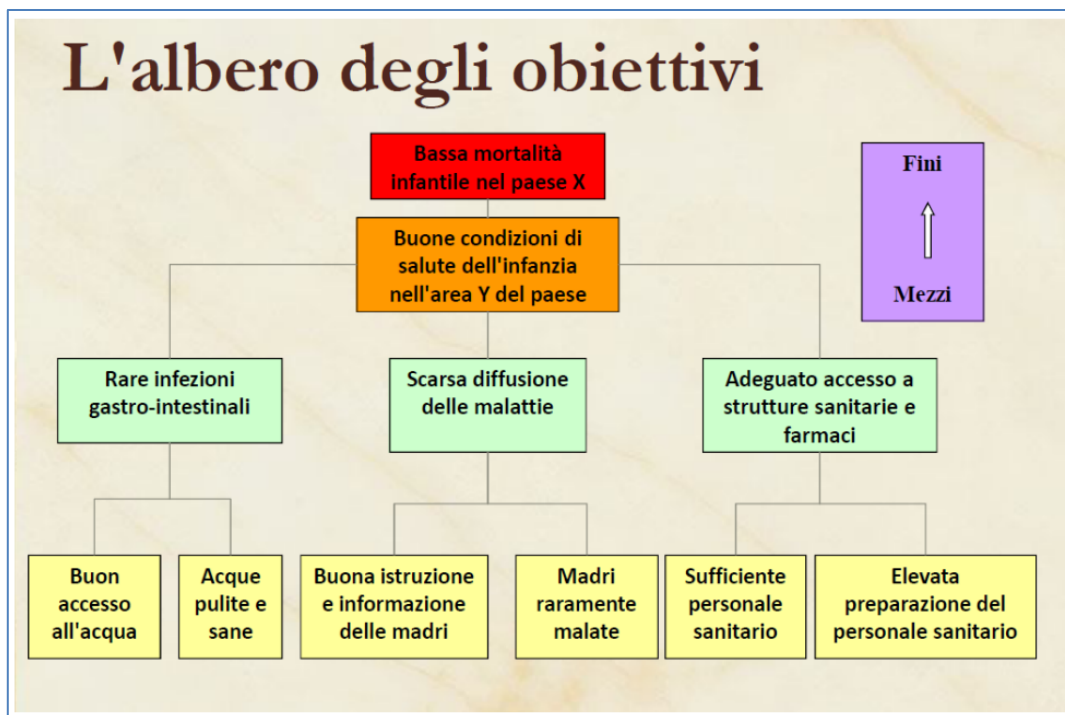 L'albero degli obiettivi
Bassa mortalità
infantile nel paese X
Fini
Mezzi
Buone condizioni di
salute dell'infanzia
nell'area Y del paese
Rare infezioni
gastro-intestinali
Scarsa diffusione
delle malattie
Adeguato accesso a
strutture sanitarie e
farmaci
Buon
accesso
all'acqua
Acque
pulite e
sane
Buona istruzione
e informazione
delle madri
Madri
raramente
malate
Sufficiente
personale
sanitario
Elevata
preparazione del
personale sanitario